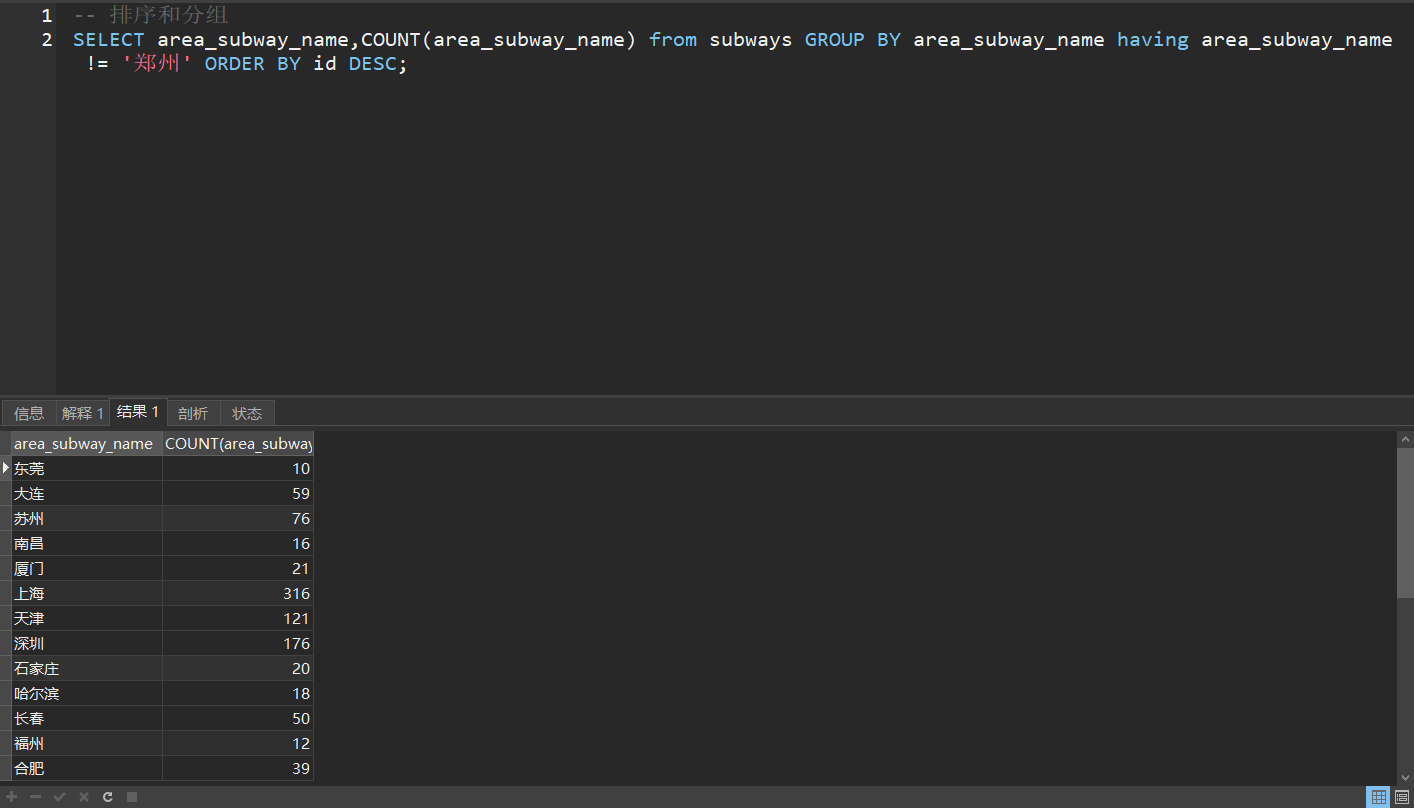 1 -- 排序和分组
2 SELECT area_subway_name,COUNT(area_subway_name) from subways GROUP BY area_subway_name having area_subway_name
!= '郑州' ORDER BY id DESC;
信息 解释 1 结果 1 剖析 状态
area_subway_name COUNT(area_subway
东莞 10
大连 59
苏州 76
南昌 16
厦门 21
上海 316
天津 121
深圳 176
石家庄 20
哈尔滨 18
长春 50
福州 12
合肥 39